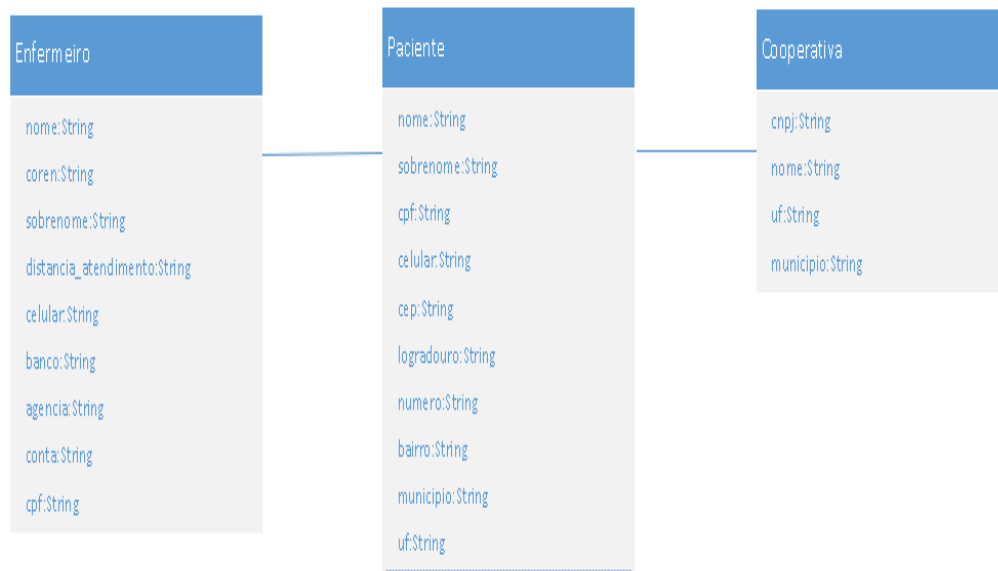 Enfermeiro
nome:String
coren:String
sobrenome:String
distancia_atendimento:String
celular:String
banco:String
agencia:String
conta:String
cpf:String
Paciente
nome:String
sobrenome:String
cpf:String
celular:String
cep:String
logradouro:String
numero:String
bairro:String
municipio:String
uf:String
Cooperativa
cnpj:String
nome:String
uf:String
municipio:String